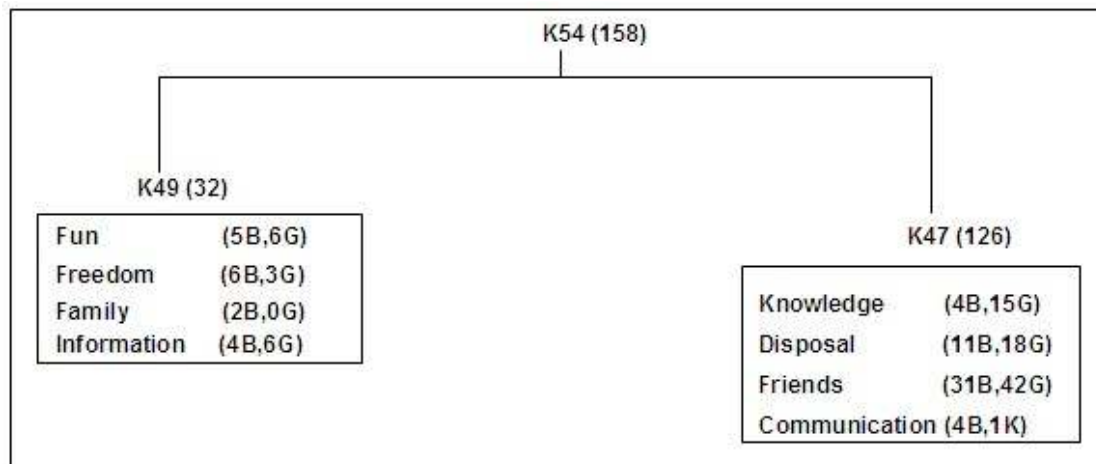 K54 (158)
K49 (32)
Fun (5B,6G)
Freedom (6B,3G)
Family (2B,0G)
Information (4B,6G)
K47 (126)
Knowledge (4B,15G)
Disposal (11B,18G)
Friends (31B,42G)
Communication (4B,1K)